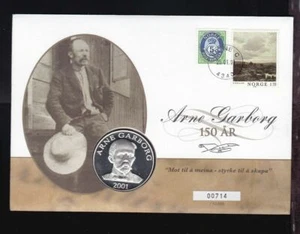 NORGE
Arne Garborg
150 ÅR
ARNE GARBORG
2001
"Mot til å meina - styrke til å skapa"
00714